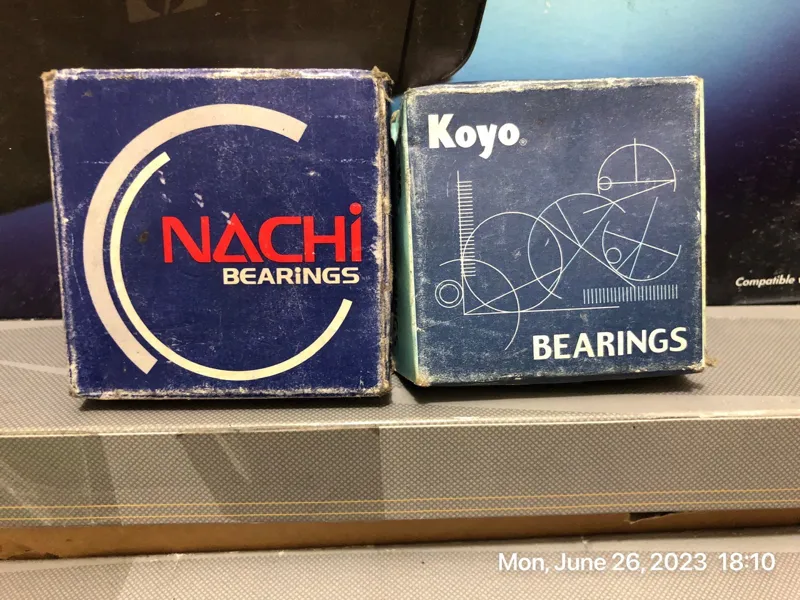 NACHi
BEARiNGS
Koyo®
BEARINGS
Compatible
Mon, June 26, 2023 18:10